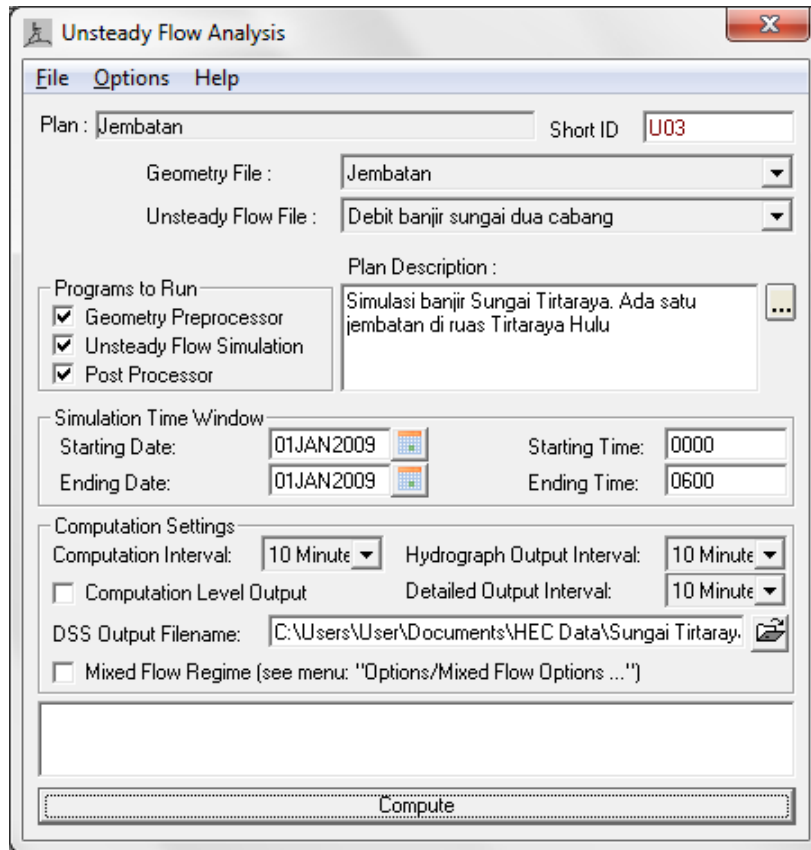 Unsteady Flow Analysis
File Options Help
Plan : Jembatan Short ID U03
Geometry File : Jembatan
Unsteady Flow File : Debit banjir sungai dua cabang
Plan Description :
Programs to Run
Geometry Preprocessor
Unsteady Flow Simulation
Post Processor
Simulasi banjir Sungai Tirtaraya. Ada satu
jembatan di ruas Tirtaraya Hulu
...
Simulation Time Window
Starting Date: 01JAN2009 Starting Time: 0000
Ending Date: 01JAN2009 Ending Time: 0600
Computation Settings
Computation Interval: 10 Minute Hydrograph Output Interval: 10 Minute
Computation Level Output Detailed Output Interval: 10 Minute
DSS Output Filename: C:\Users\User\Documents\HEC Data\Sungai Tirtaray
Mixed Flow Regime (see menu: "Options/Mixed Flow Options ...")
Compute